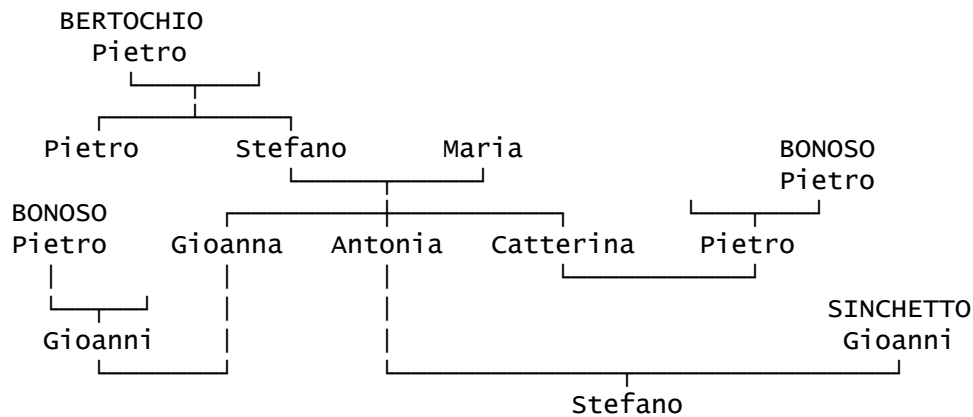 BERTOCHIO
Pietro
Pietro Stefano Maria BONOSO
Pietro
BONOSO
Pietro Gioanna Antonia Catterina Pietro
SINCHETTO
Gioanni Gioanni
Stefano